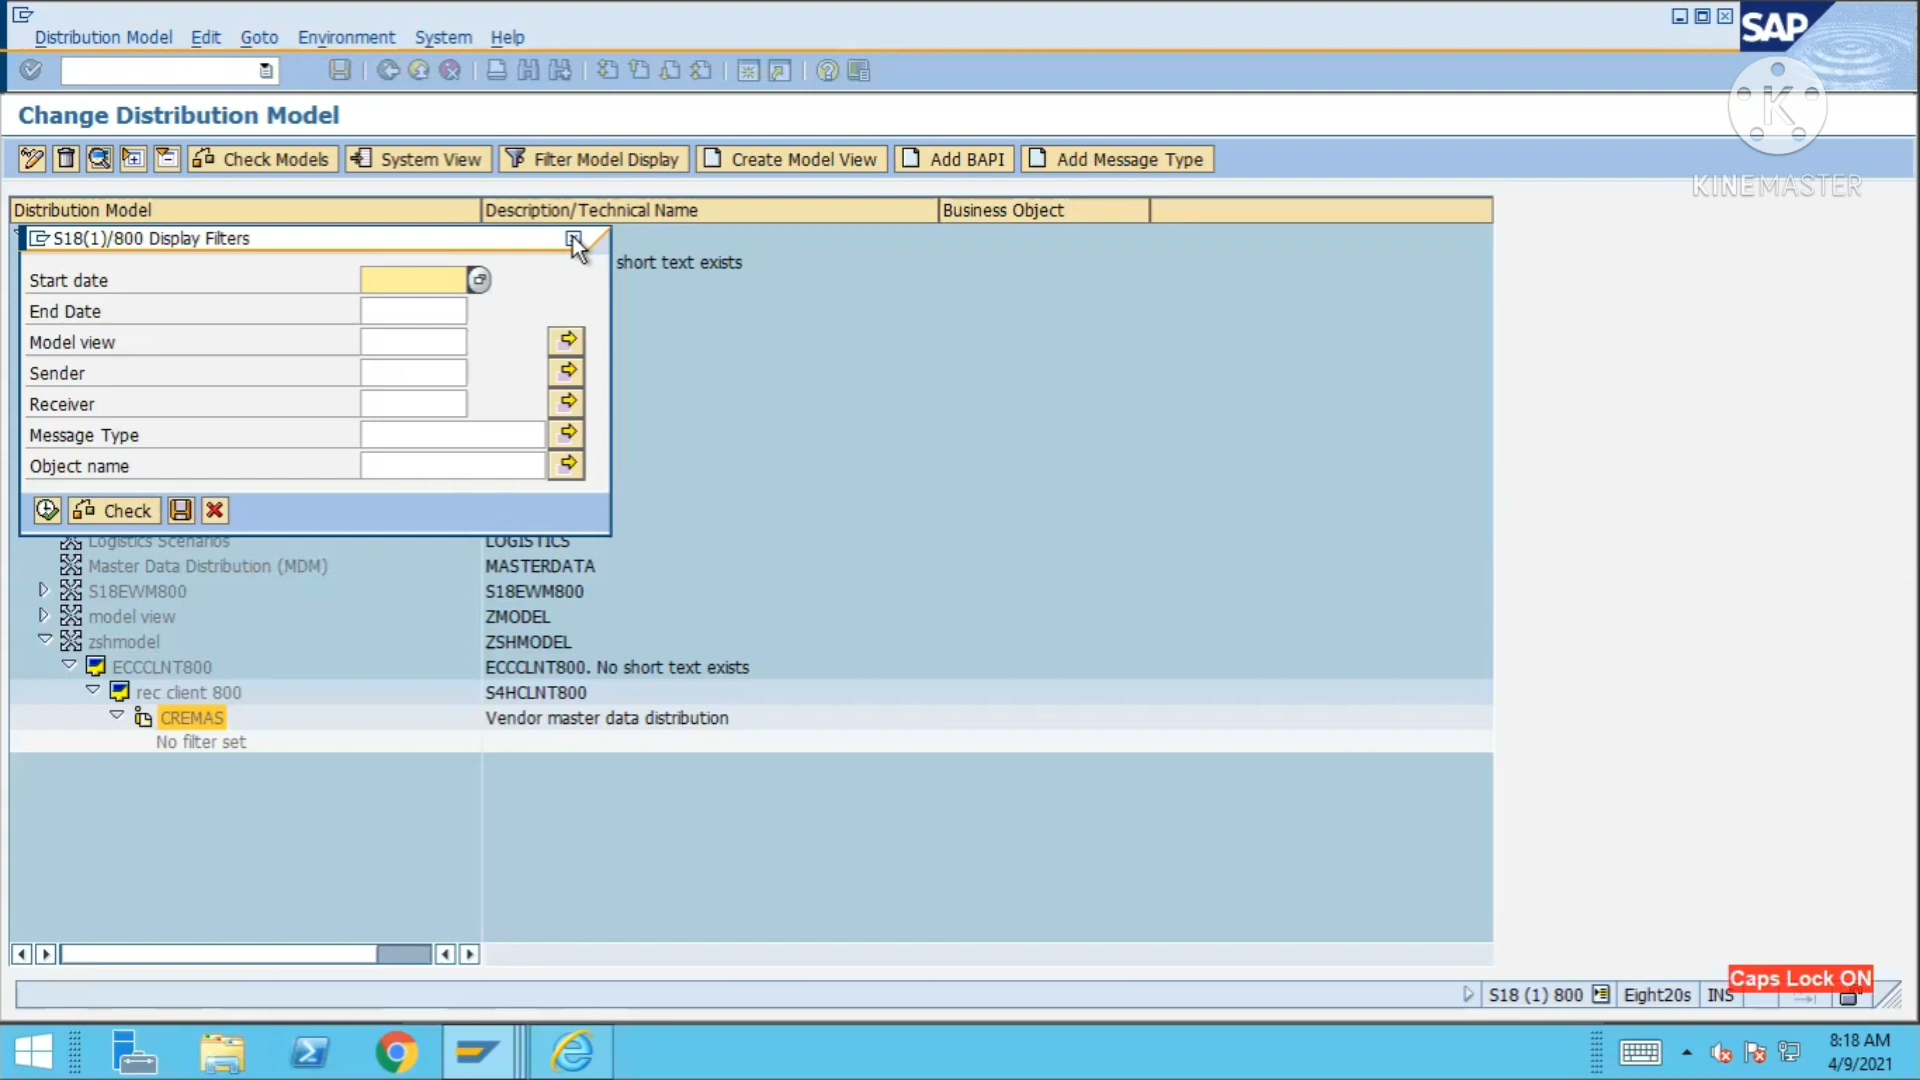 Distribution Model Edit Goto Environment System Help
SAP
Change Distribution Model
Check Models System View Filter Model Display Create Model View Add BAPI Add Message Type
K
KINEMASTER
Distribution Model Description/Technical Name Business Object
S18(1)/800 Display Filters
short text exists
Start date
End Date
Model view
Sender
Receiver
Message Type
Object name
Check
Logistics Scenarios LOGISTICS
Master Data Distribution (MDM) MASTERDATA
S18EWM800 S18EWM800
model view ZMODEL
zshmodel ZSHMODEL
ECCCLNT800 ECCCLNT800. No short text exists
rec client 800 S4HCLNT800
CREMAS Vendor master data distribution
No filter set
Caps Lock ON
S18 (1) 800 Eight20s INS
8:18 AM
4/9/2021